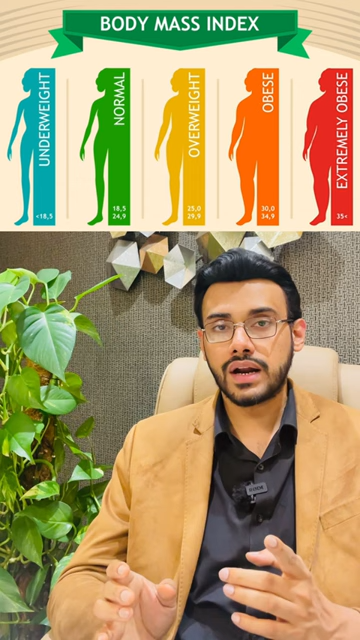 BODY MASS INDEX
UNDERWEIGHT
<18,5
NORMAL
18,5
24,9
OVERWEIGHT
25,0
29,9
OBESE
30,0
34,9
EXTREMELY OBESE
35<